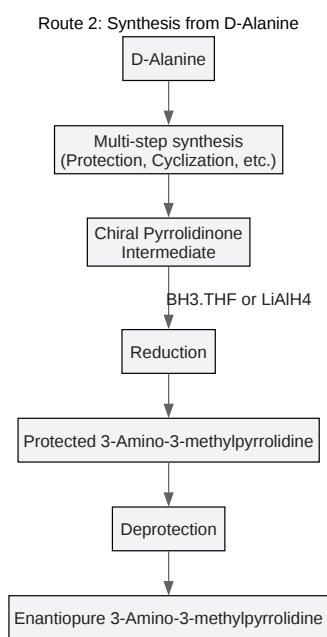 Route 2: Synthesis from D-Alanine
D-Alanine
Multi-step synthesis
(Protection, Cyclization, etc.)
Chiral Pyrrolidinone
Intermediate
BH3.THF or LiAlH4
Reduction
Protected 3-Amino-3-methylpyrrolidine
Deprotection
Enantiopure 3-Amino-3-methylpyrrolidine